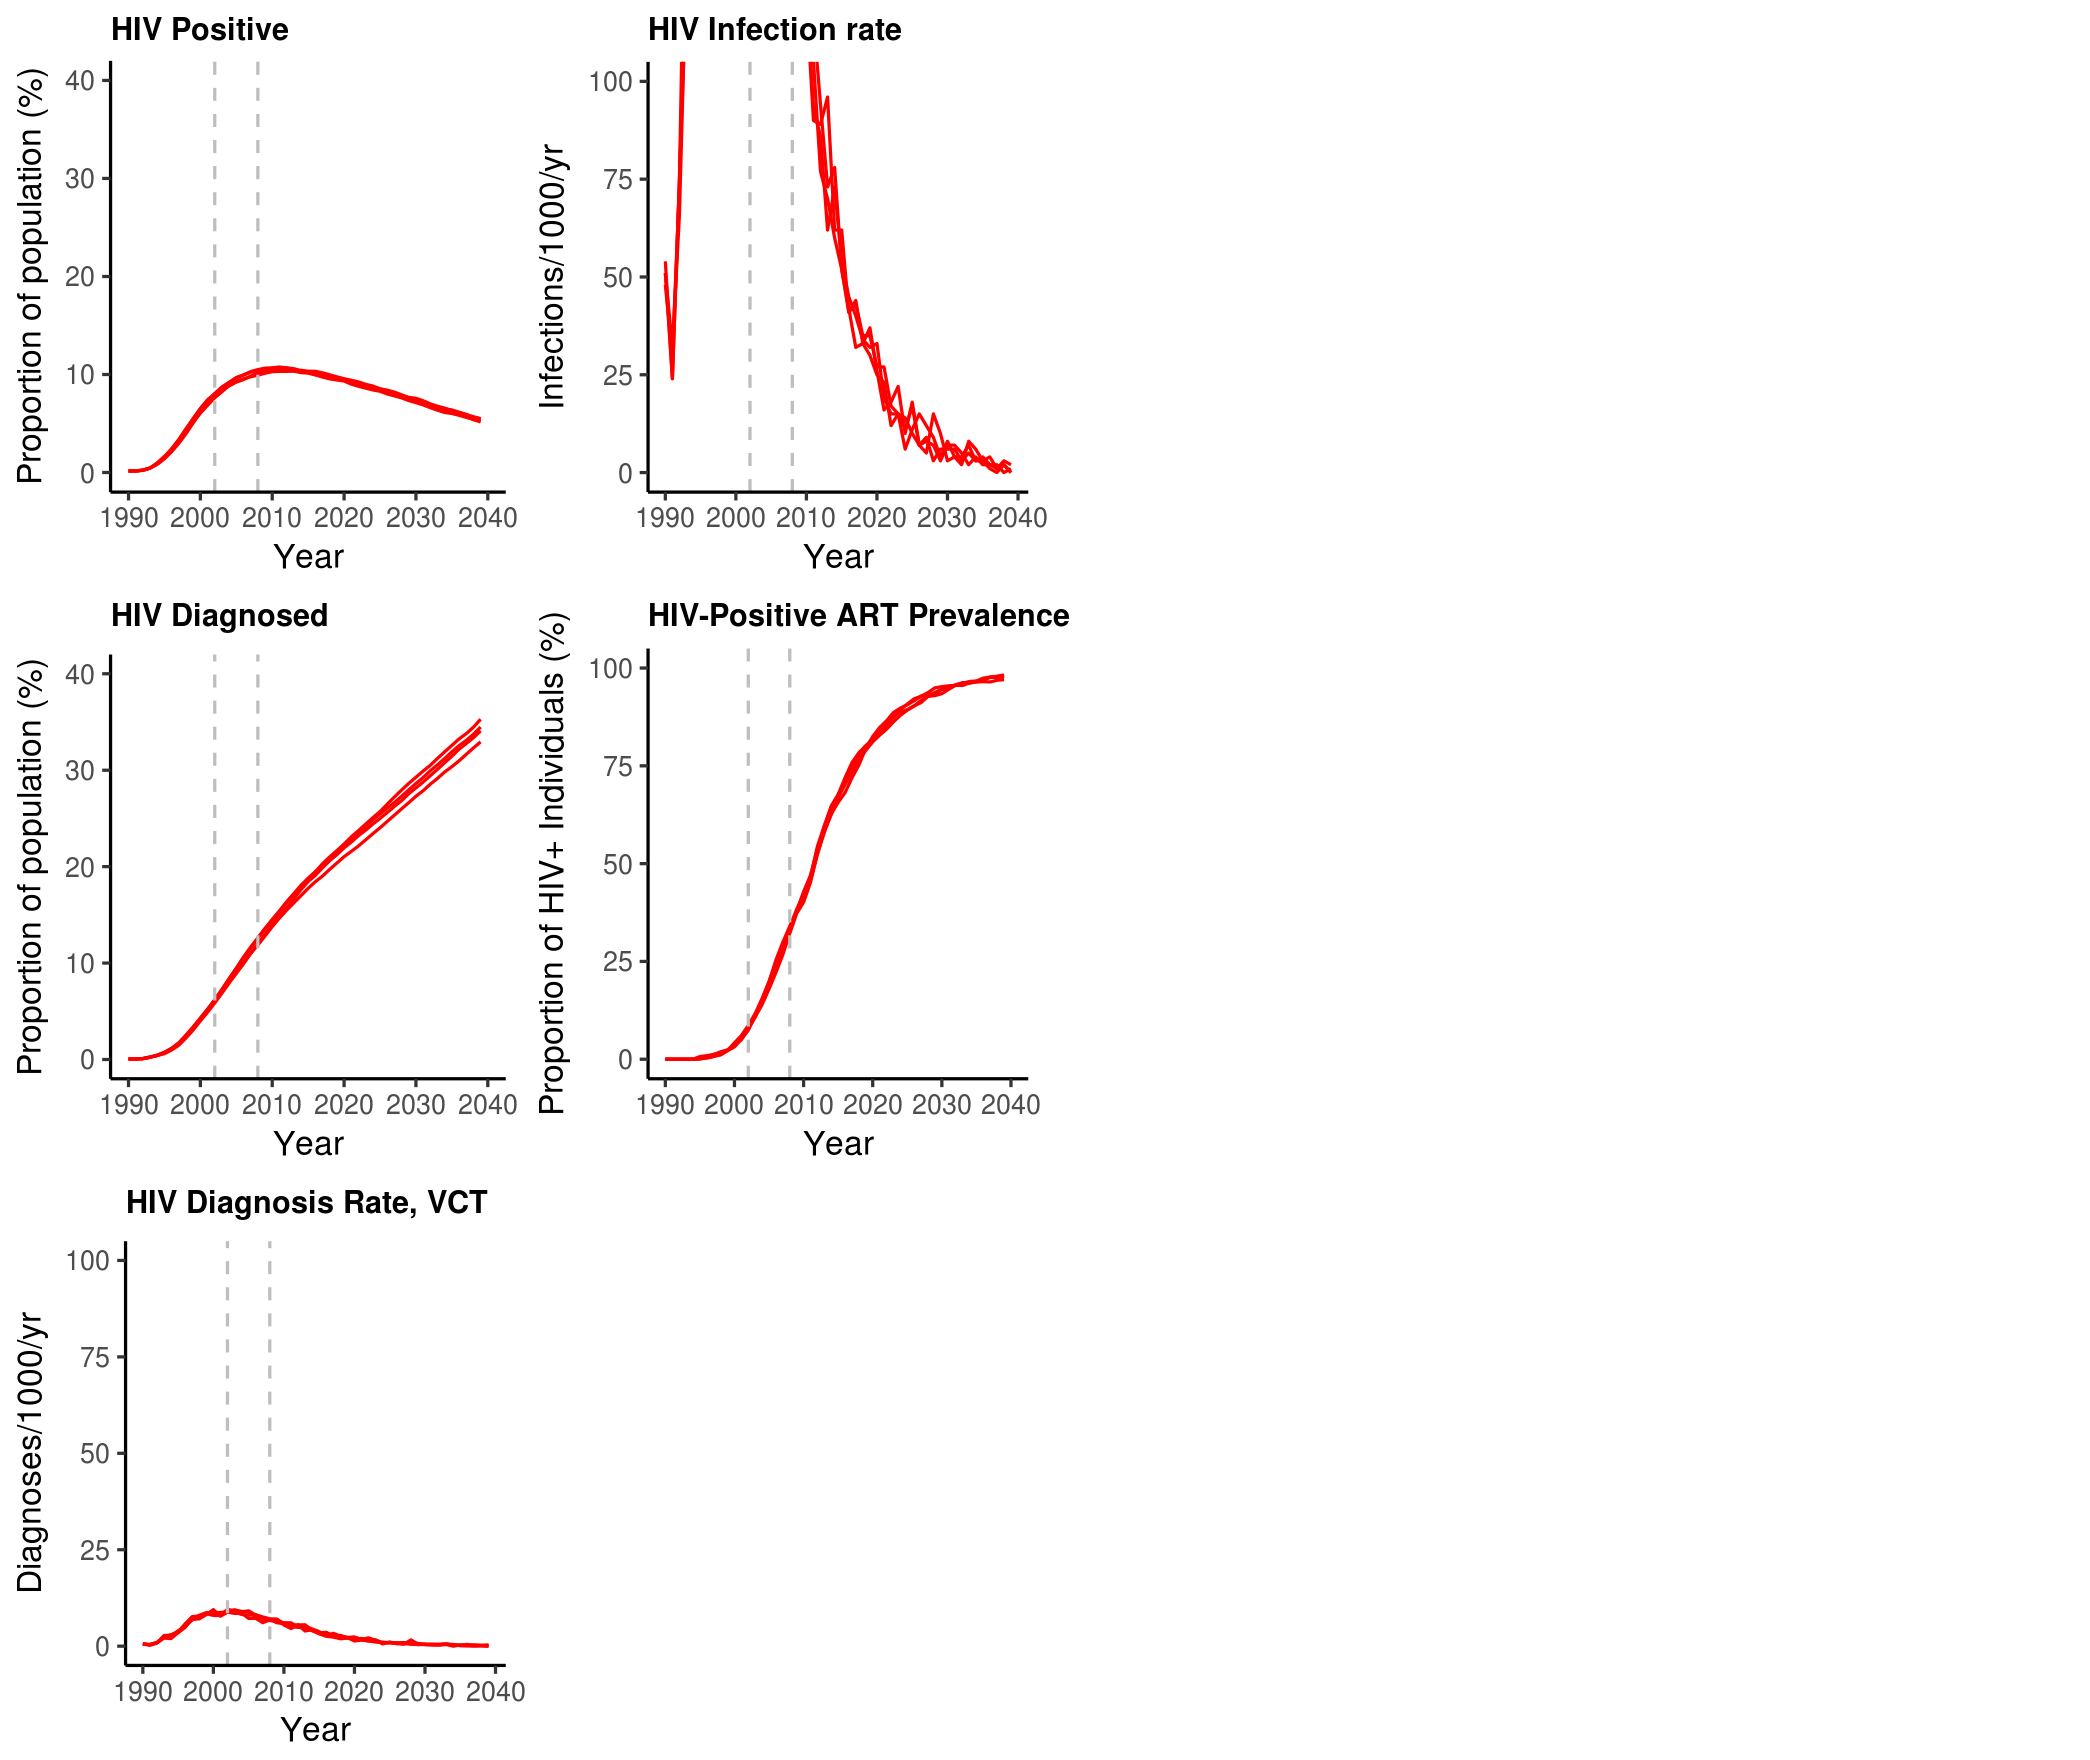 HIV Positive
Proportion of population (%)
40
30
20
10
0
1990 2000 2010 2020 2030 2040
Year
HIV Infection rate
Infections/1000/yr
100
75
50
25
0
1990 2000 2010 2020 2030 2040
Year
HIV Diagnosed
Proportion of population (%)
40
30
20
10
0
1990 2000 2010 2020 2030 2040
Year
HIV-Positive ART Prevalence
Proportion of HIV+ Individuals (%)
100
75
50
25
0
1990 2000 2010 2020 2030 2040
Year
HIV Diagnosis Rate, VCT
Diagnoses/1000/yr
100
75
50
25
0
1990 2000 2010 2020 2030 2040
Year